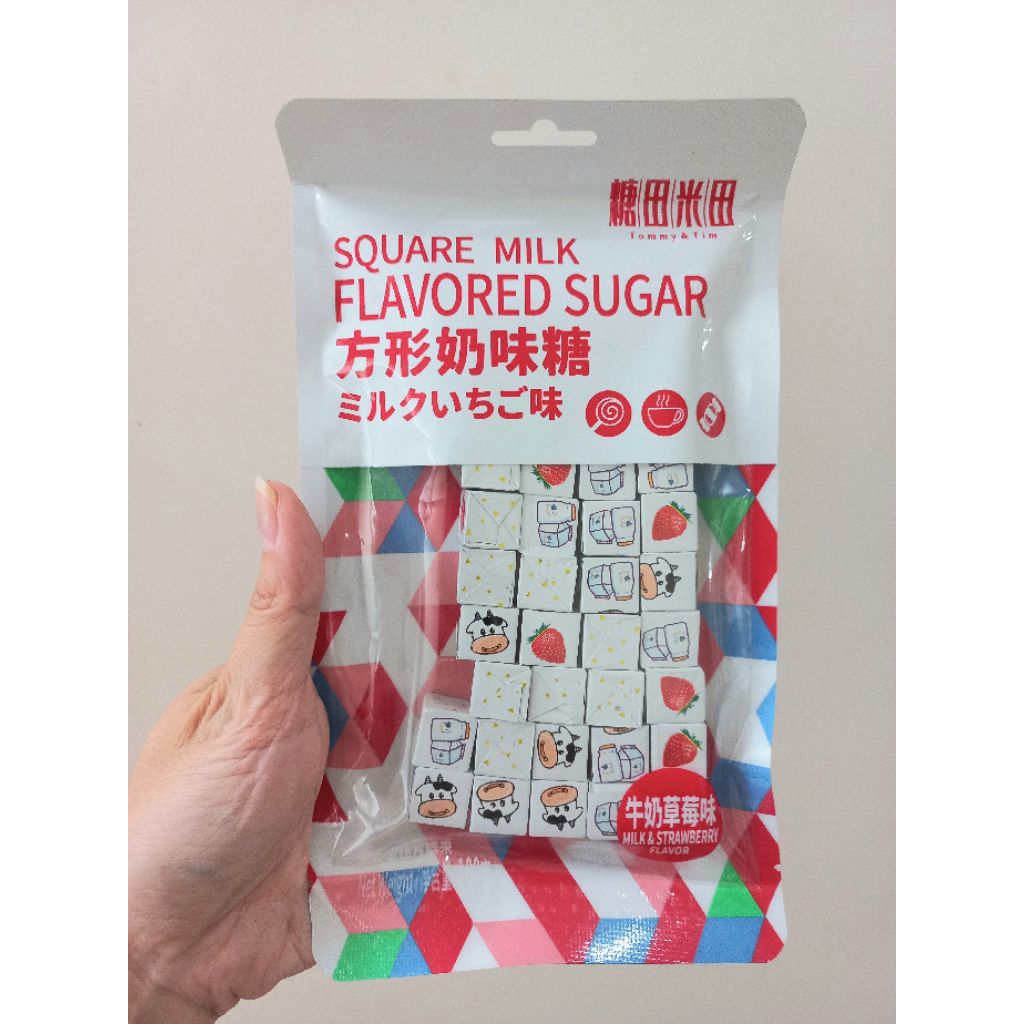 糖田米田
Tommy & Tim
SQUARE MILK
FLAVORED SUGAR
方形奶味糖
ミルクいちご味
牛奶草莓味
MILK & STRAWBERRY
FLAVOR